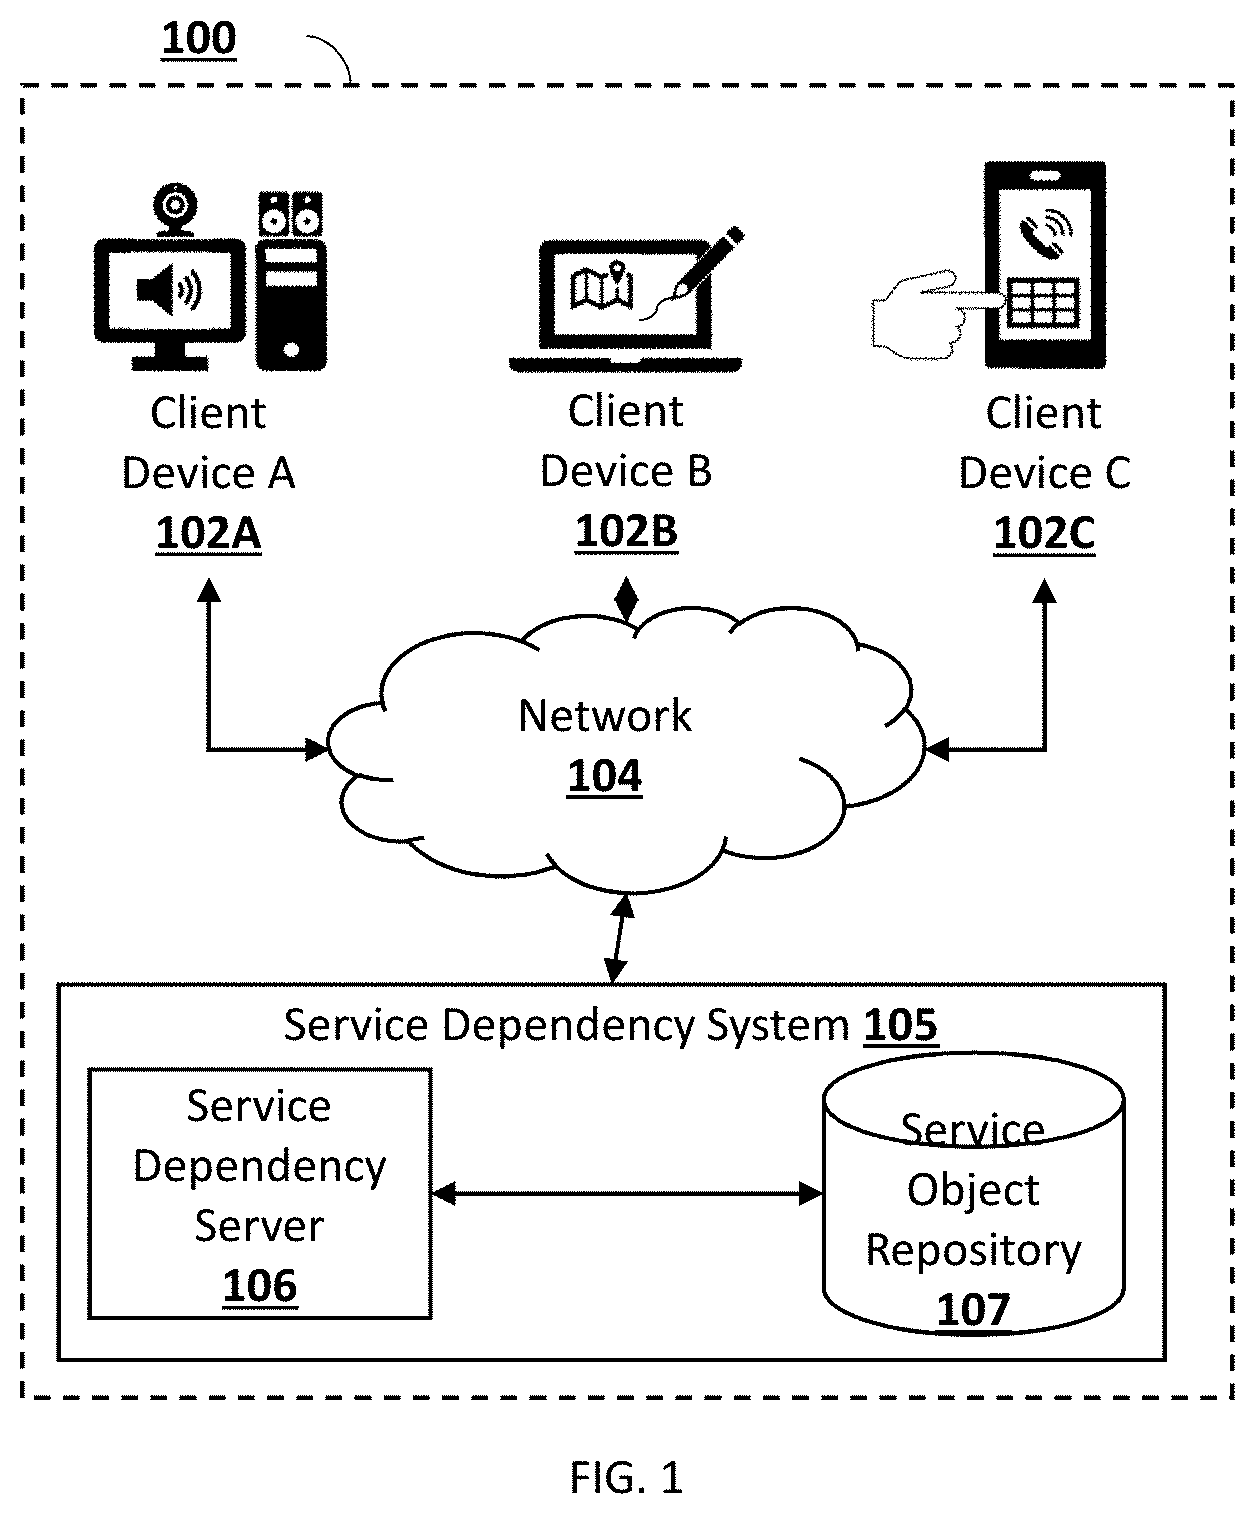 100
Client
Device A
102A
Client
Device B
102B
Client
Device C
102C
Network
104
Service Dependency System 105
Service
Dependency
Server
106
Service
Object
Repository
107
FIG. 1